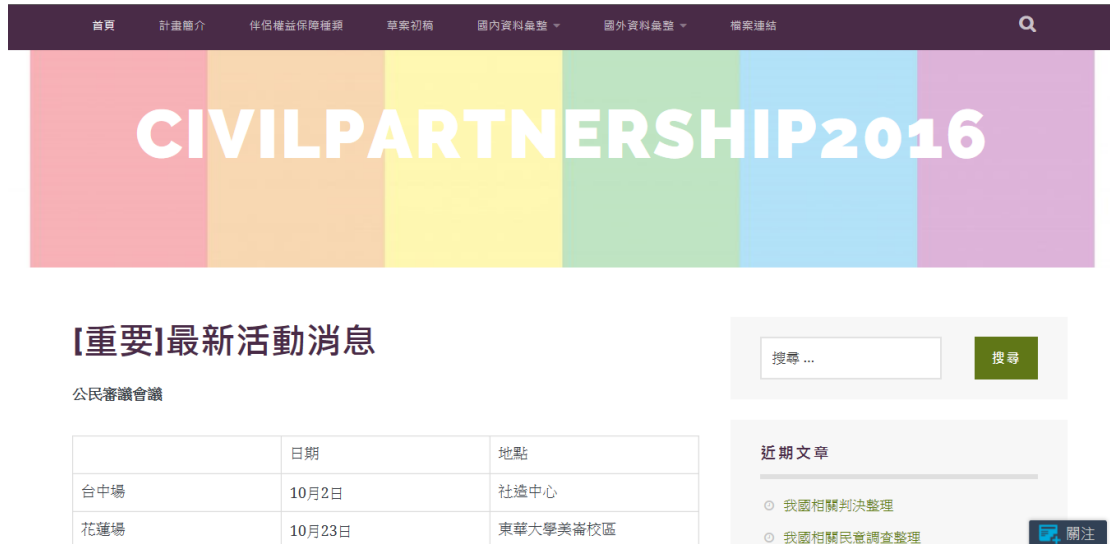 首頁 計畫簡介 伴侶權益保障種類 草案初稿 國內資料彙整 國外資料彙整 檔案連結
CIVILPARTNERSHIP2016
[重要]最新活動消息
公民審議會議
日期 地點
台中場 10月2日 社造中心
花蓮場 10月23日 東華大學美崙校區
搜尋 ... 搜尋
近期文章
我國相關判決整理
我國相關民意調查整理
關注